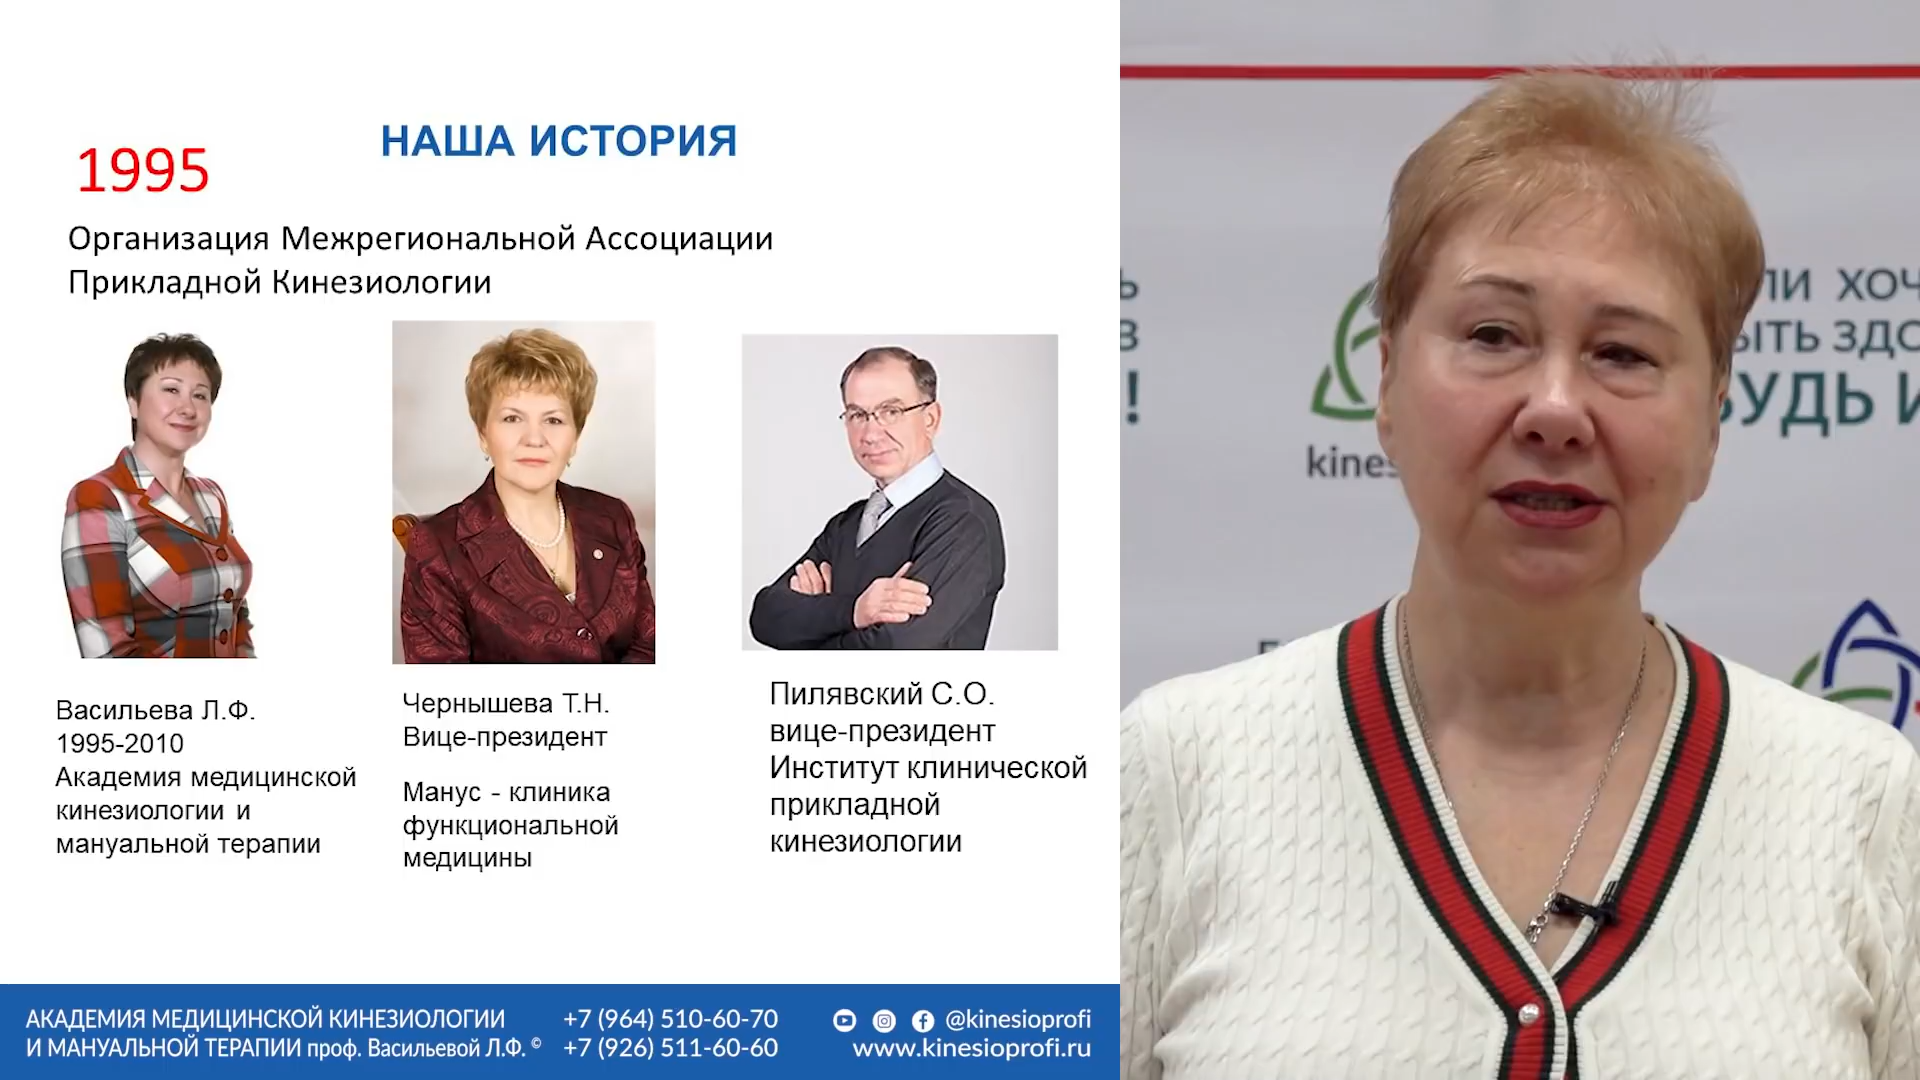 НАША ИСТОРИЯ
1995
Организация Межрегиональной Ассоциации
Прикладной Кинезиологии
Васильева Л.Ф.
1995-2010
Академия медицинской
кинезиологии и
мануальной терапии
Чернышева Т.Н.
Вице-президент
Манус - клиника
функциональной
медицины
Пилявский С.О.
вице-президент
Институт клинической
прикладной
кинезиологии
АКАДЕМИЯ МЕДИЦИНСКОЙ КИНЕЗИОЛОГИИ
И МАНУАЛЬНОЙ ТЕРАПИИ проф. Васильевой Л.Ф. ©
+7 (964) 510-60-70
+7 (926) 511-60-60
@kinesioprofi
www.kinesioprofi.ru